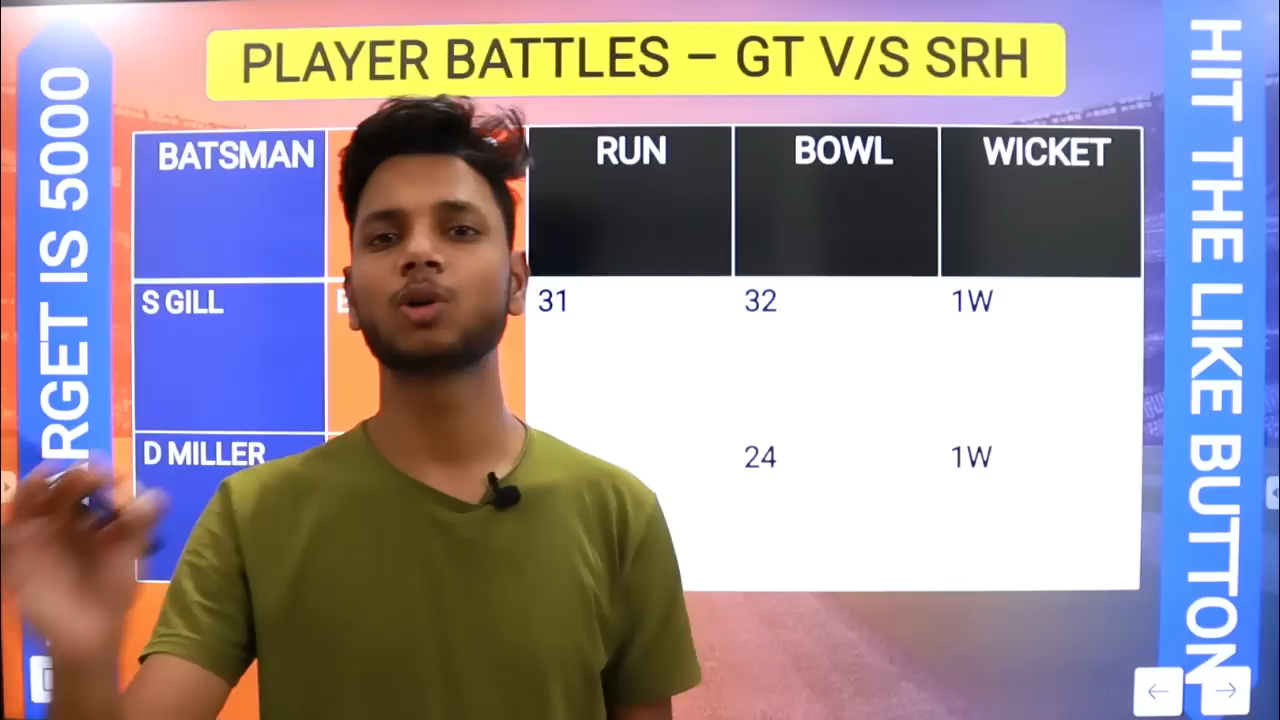 PLAYER BATTLES – GT V/S SRH
BATSMAN RUN BOWL WICKET
S GILL 31 32 1W
D MILLER 24 1W
IS 5000
HIT THE LIKE BUTTON